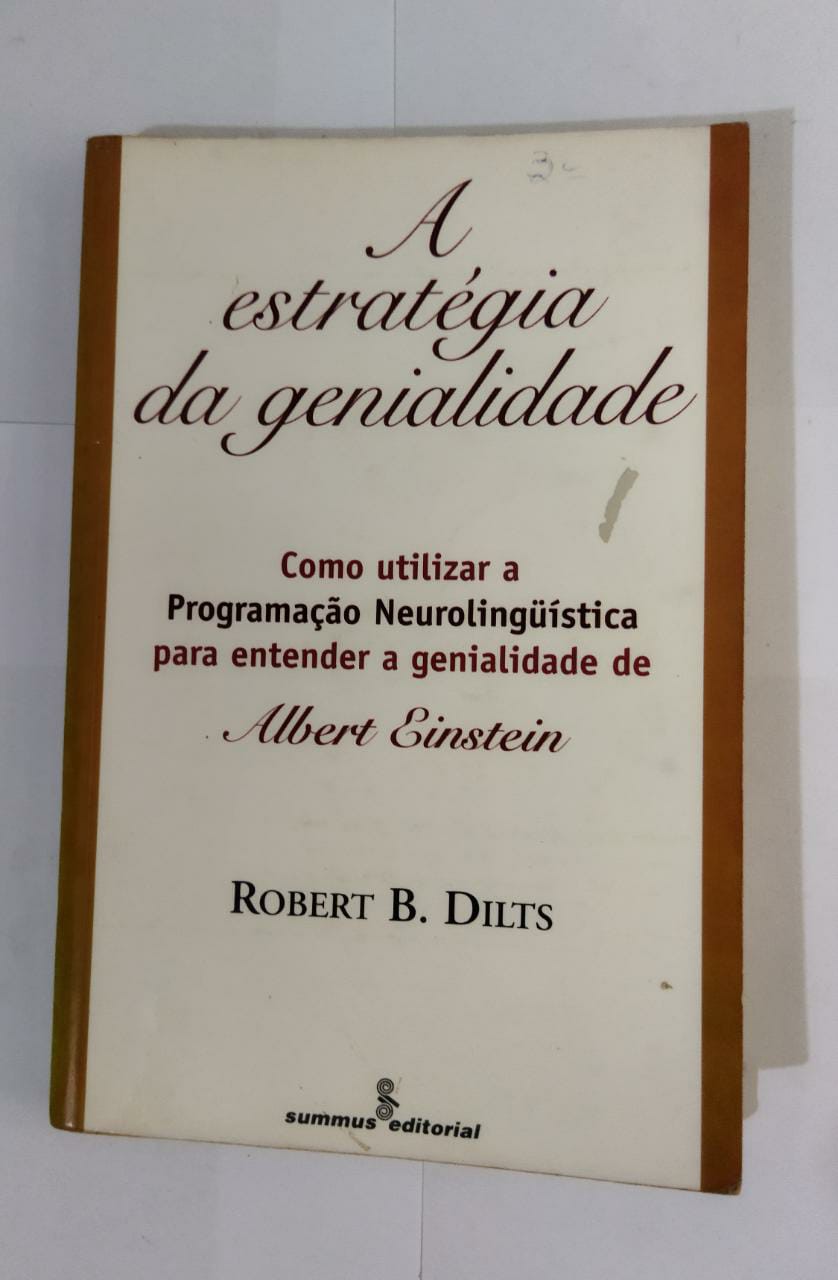 A
estratégia
da genialidade
Como utilizar a
Programação Neurolingüística
para entender a genialidade de
Albert Einstein
ROBERT B. DILTS
summus editorial